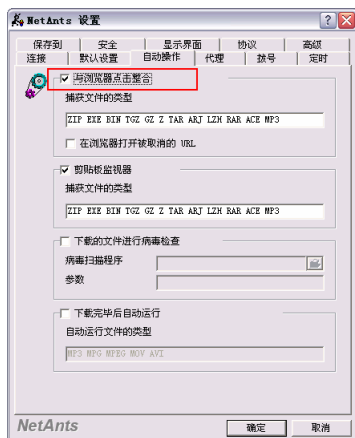 NetAnts 设置
保存到 安全 显示界面 协议 高级
连接 默认设置 自动操作 代理 拨号 定时
与浏览器点击整合
捕获文件的类型
ZIP EXE BIN TGZ GZ Z TAR ARJ LZH RAR ACE MP3
在浏览器打开被取消的 URL
剪贴板监视器
捕获文件的类型
ZIP EXE BIN TGZ GZ Z TAR ARJ LZH RAR ACE MP3
下载的文件进行病毒检查
病毒扫描程序
参数
下载完毕后自动运行
自动运行文件的类型
MP3 MPG MPEG MOV AVI
NetAnts
确定 取消